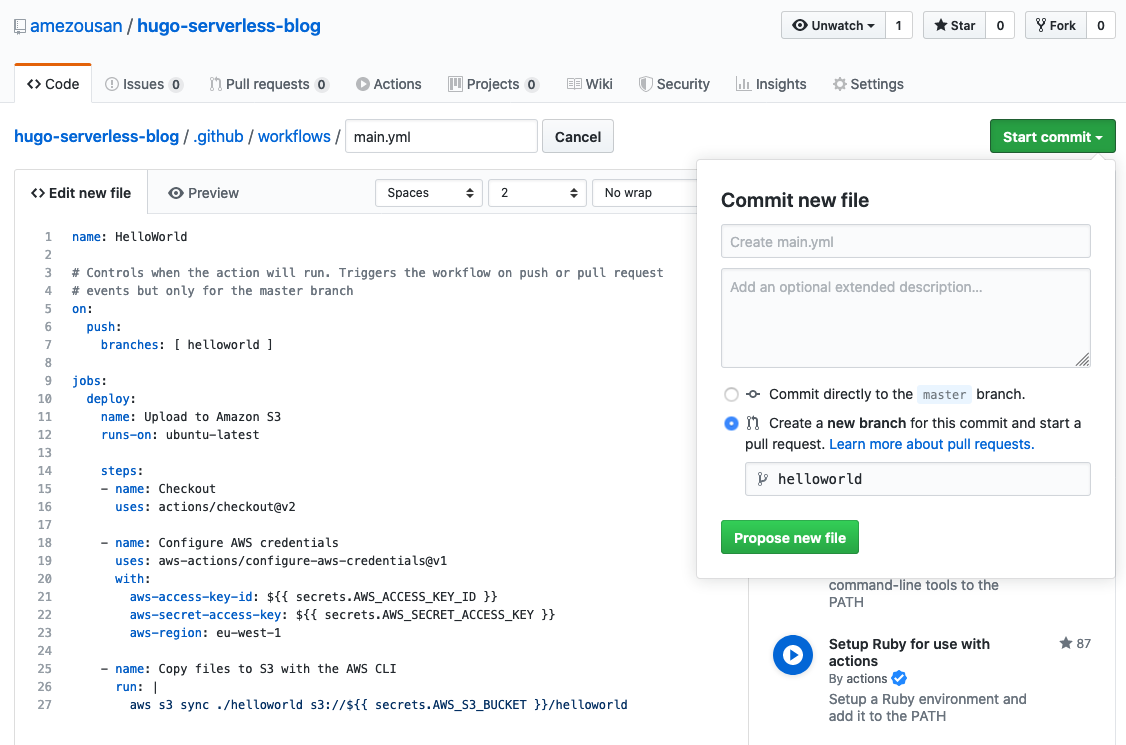 amezousan / hugo-serverless-blog
Unwatch 1 Star 0 Fork 0
Code Issues 0 Pull requests 0 Actions Projects 0 Wiki Security Insights Settings
hugo-serverless-blog / .github / workflows / main.yml Cancel Start commit
<> Edit new file Preview Spaces 2 No wrap
1 name: HelloWorld
2
3 # Controls when the action will run. Triggers the workflow on push or pull request
4 # events but only for the master branch
5 on:
6 push:
7 branches: [ helloworld ]
8
9 jobs:
10 deploy:
11 name: Upload to Amazon S3
12 runs-on: ubuntu-latest
13
14 steps:
15 - name: Checkout
16 uses: actions/checkout@v2
17
18 - name: Configure AWS credentials
19 uses: aws-actions/configure-aws-credentials@v1
20 with:
21 aws-access-key-id: ${{ secrets.AWS_ACCESS_KEY_ID }}
22 aws-secret-access-key: ${{ secrets.AWS_SECRET_ACCESS_KEY }}
23 aws-region: eu-west-1
24
25 - name: Copy files to S3 with the AWS CLI
26 run: |
27 aws s3 sync ./helloworld s3://${{ secrets.AWS_S3_BUCKET }}/helloworld
Commit new file
Create main.yml
Add an optional extended description...
Commit directly to the master branch.
Create a new branch for this commit and start a
pull request. Learn more about pull requests.
helloworld
Propose new file
command-line tools to the
PATH
Setup Ruby for use with 87
actions
By actions
Setup a Ruby environment and
add it to the PATH